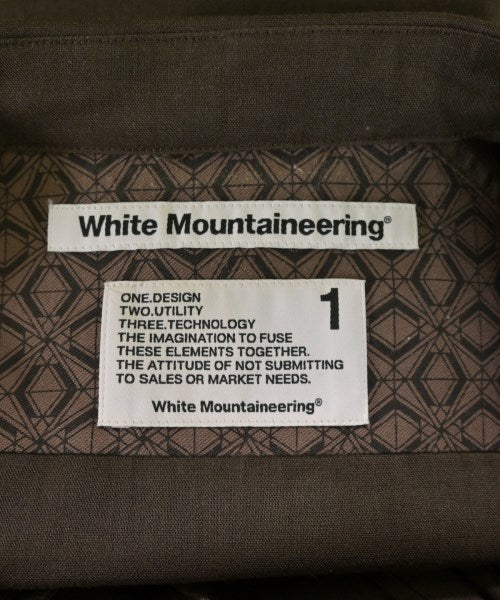 White Mountaineering®
1
ONE.DESIGN
TWO.UTILITY
THREE.TECHNOLOGY
THE IMAGINATION TO FUSE
THESE ELEMENTS TOGETHER.
THE ATTITUDE OF NOT SUBMITTING
TO SALES OR MARKET NEEDS.
White Mountaineering®